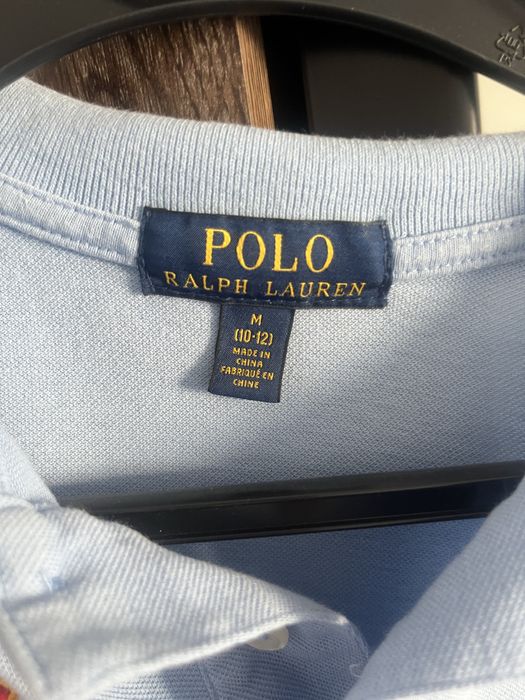 POLO
RALPH LAUREN
M
(10-12)
MADE IN
CHINA
FABRIQUÉ EN
CHINE